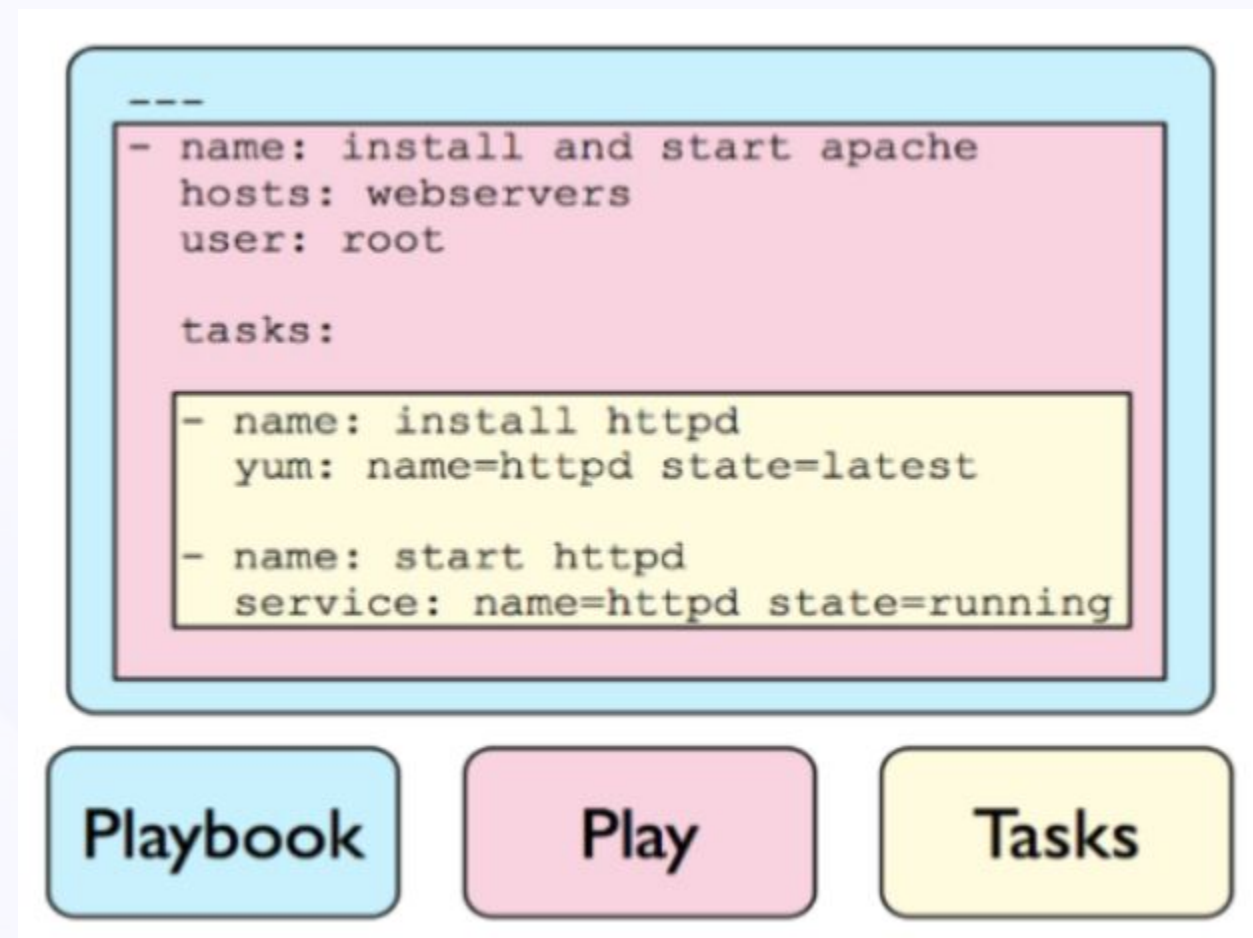 ---
- name: install and start apache
  hosts: webservers
  user: root

  tasks:

  - name: install httpd
    yum: name=httpd state=latest

  - name: start httpd
    service: name=httpd state=running

Playbook
Play
Tasks